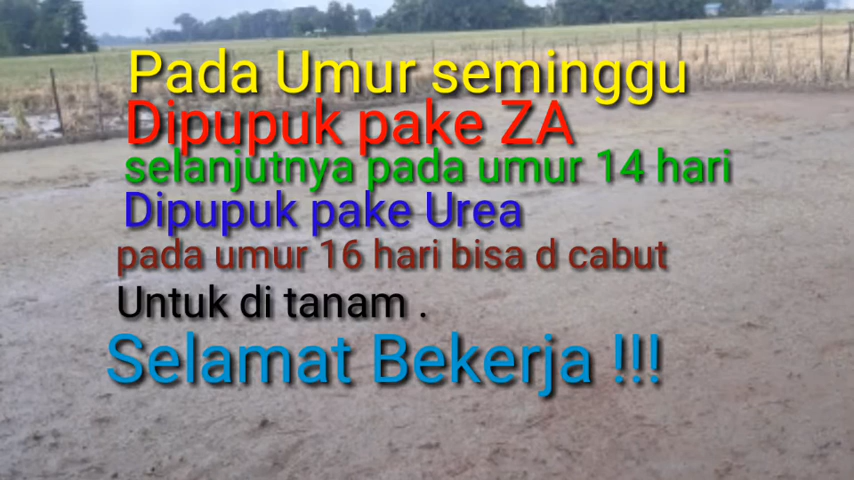 Pada Umur seminggu
Dipupuk pake ZA
selanjutnya pada umur 14 hari
Dipupuk pake Urea
pada umur 16 hari bisa d cabut
Untuk di tanam .
Selamat Bekerja !!!